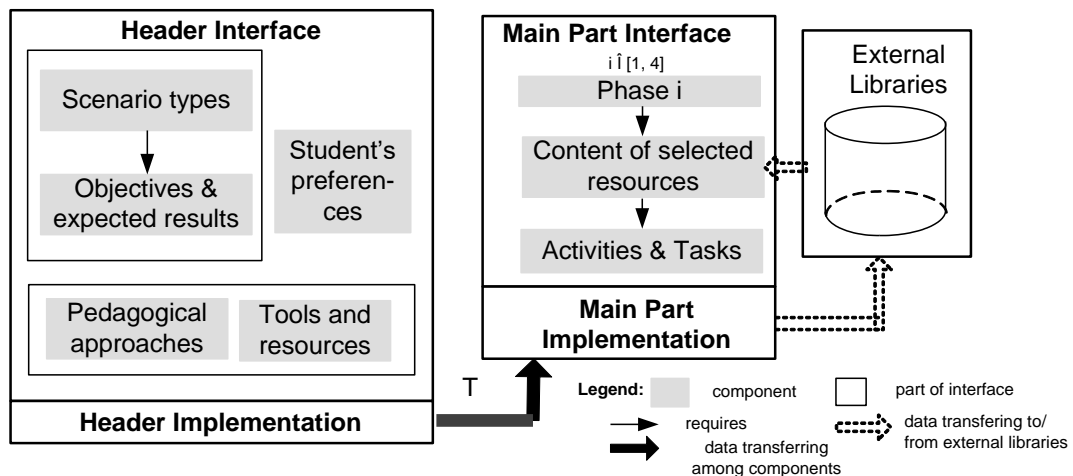 Header Interface
Scenario types
Objectives &
expected results
Student's
preferen-
ces
Pedagogical
approaches
Tools and
resources
Header Implementation
T
Main Part Interface
i Î [1, 4]
Phase i
Content of selected
resources
Activities & Tasks
Main Part
Implementation
External
Libraries
Legend:
component
part of interface
requires
data transferring
among components
data transfering to/
from external libraries